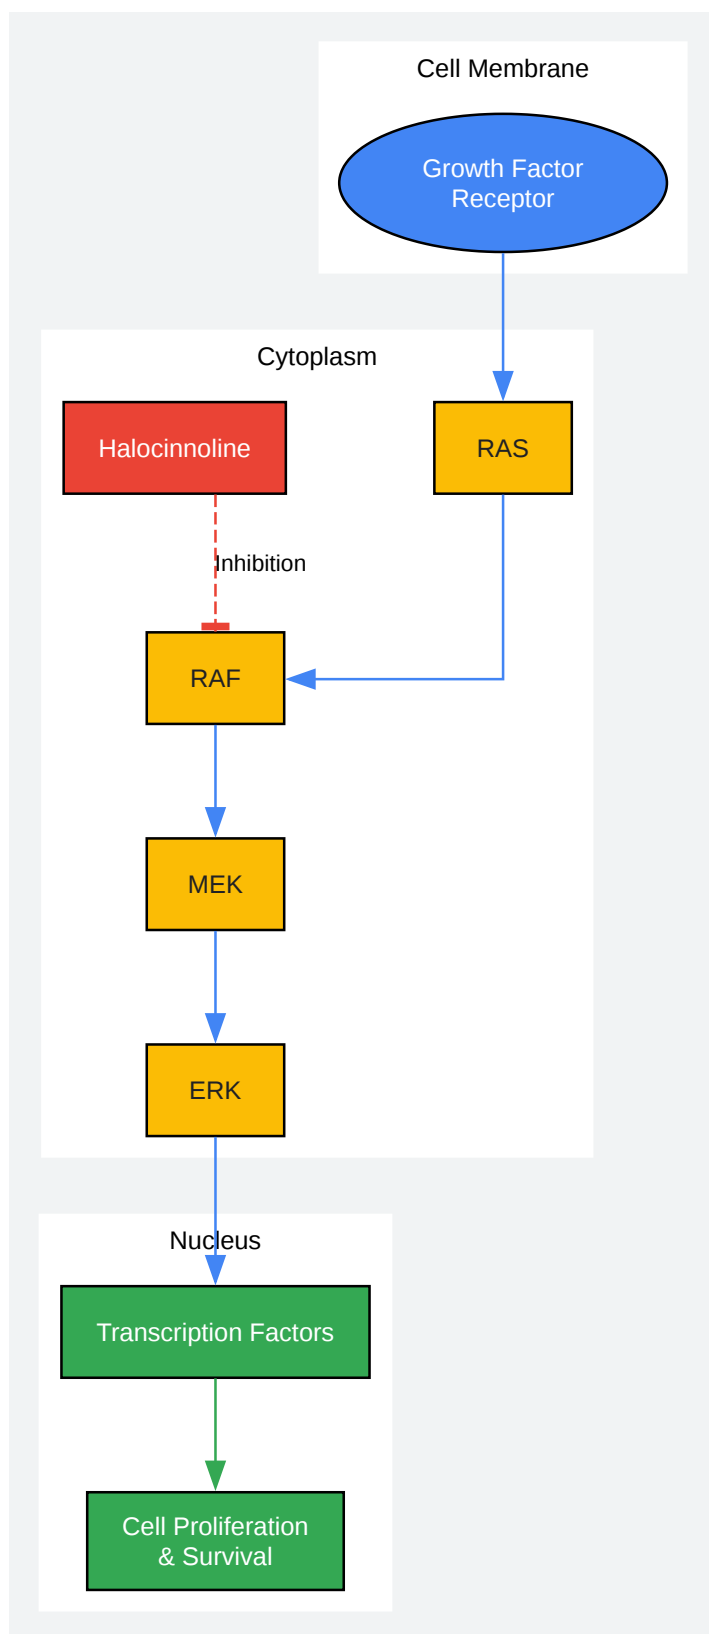 Cell Membrane
Growth Factor
Receptor
Cytoplasm
Halocinnoline
RAS
Inhibition
RAF
MEK
ERK
Nucleus
Transcription Factors
Cell Proliferation
& Survival